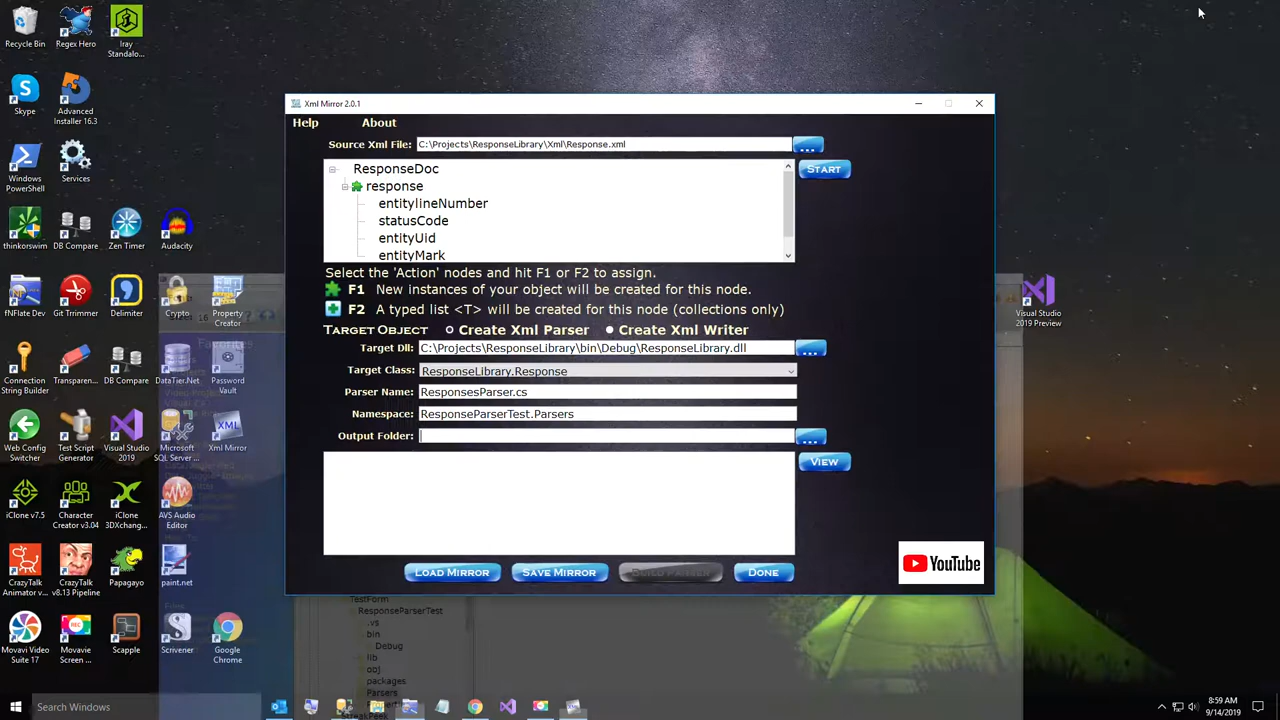 Xml Mirror 2.0.1
Help About
Source Xml File: C:\Projects\ResponseLibrary\Xml\Response.xml ...
ResponseDoc START
response
entitylineNumber
statusCode
entityUid
entityMark
Select the 'Action' nodes and hit F1 or F2 to assign.
F1 New instances of your object will be created for this node.
F2 A typed list <T> will be created for this node (collections only)
TARGET OBJECT Create Xml Parser Create Xml Writer
Target Dll: C:\Projects\ResponseLibrary\bin\Debug\ResponseLibrary.dll ...
Target Class: ResponseLibrary.Response
Parser Name: ResponsesParser.cs
Namespace: ResponseParserTest.Parsers
Output Folder: ...
VIEW
YouTube
LOAD MIRROR SAVE MIRROR BUILD PARSER DONE
Recycle Bin Regex Hero Iray Standalo...
Skype Advanced Installer 16.3
Windows PowerShell Services
thinkorswim DB Compare Zen Timer Audacity
fnFlate Dev Git Trimmer Delimiter Crypto Property Creator
Connection String Builder Transparen... DB Compare DataTier.Net Password Vault
Web Config Switcher Test Script Generator Visual Studio 2019 Microsoft SQL Server ... Xml Mirror
iClone v7.5 Character Creator v3.04 iClone 3DXchang... AVS Audio Editor
CrazyTalk Animator v... CrazyTalk v8.13 Pipeline Papagayo paint.net
Movavi Video Suite 17 Movavie Screen ... Scapple Scrivener Google Chrome
Visual Studio 2019 Preview
Favorites
TestForm
ResponseParserTest
.vs
bin
Debug
lib
obj
packages
Parsers
Search Windows
8:59 AM
9/14/2019